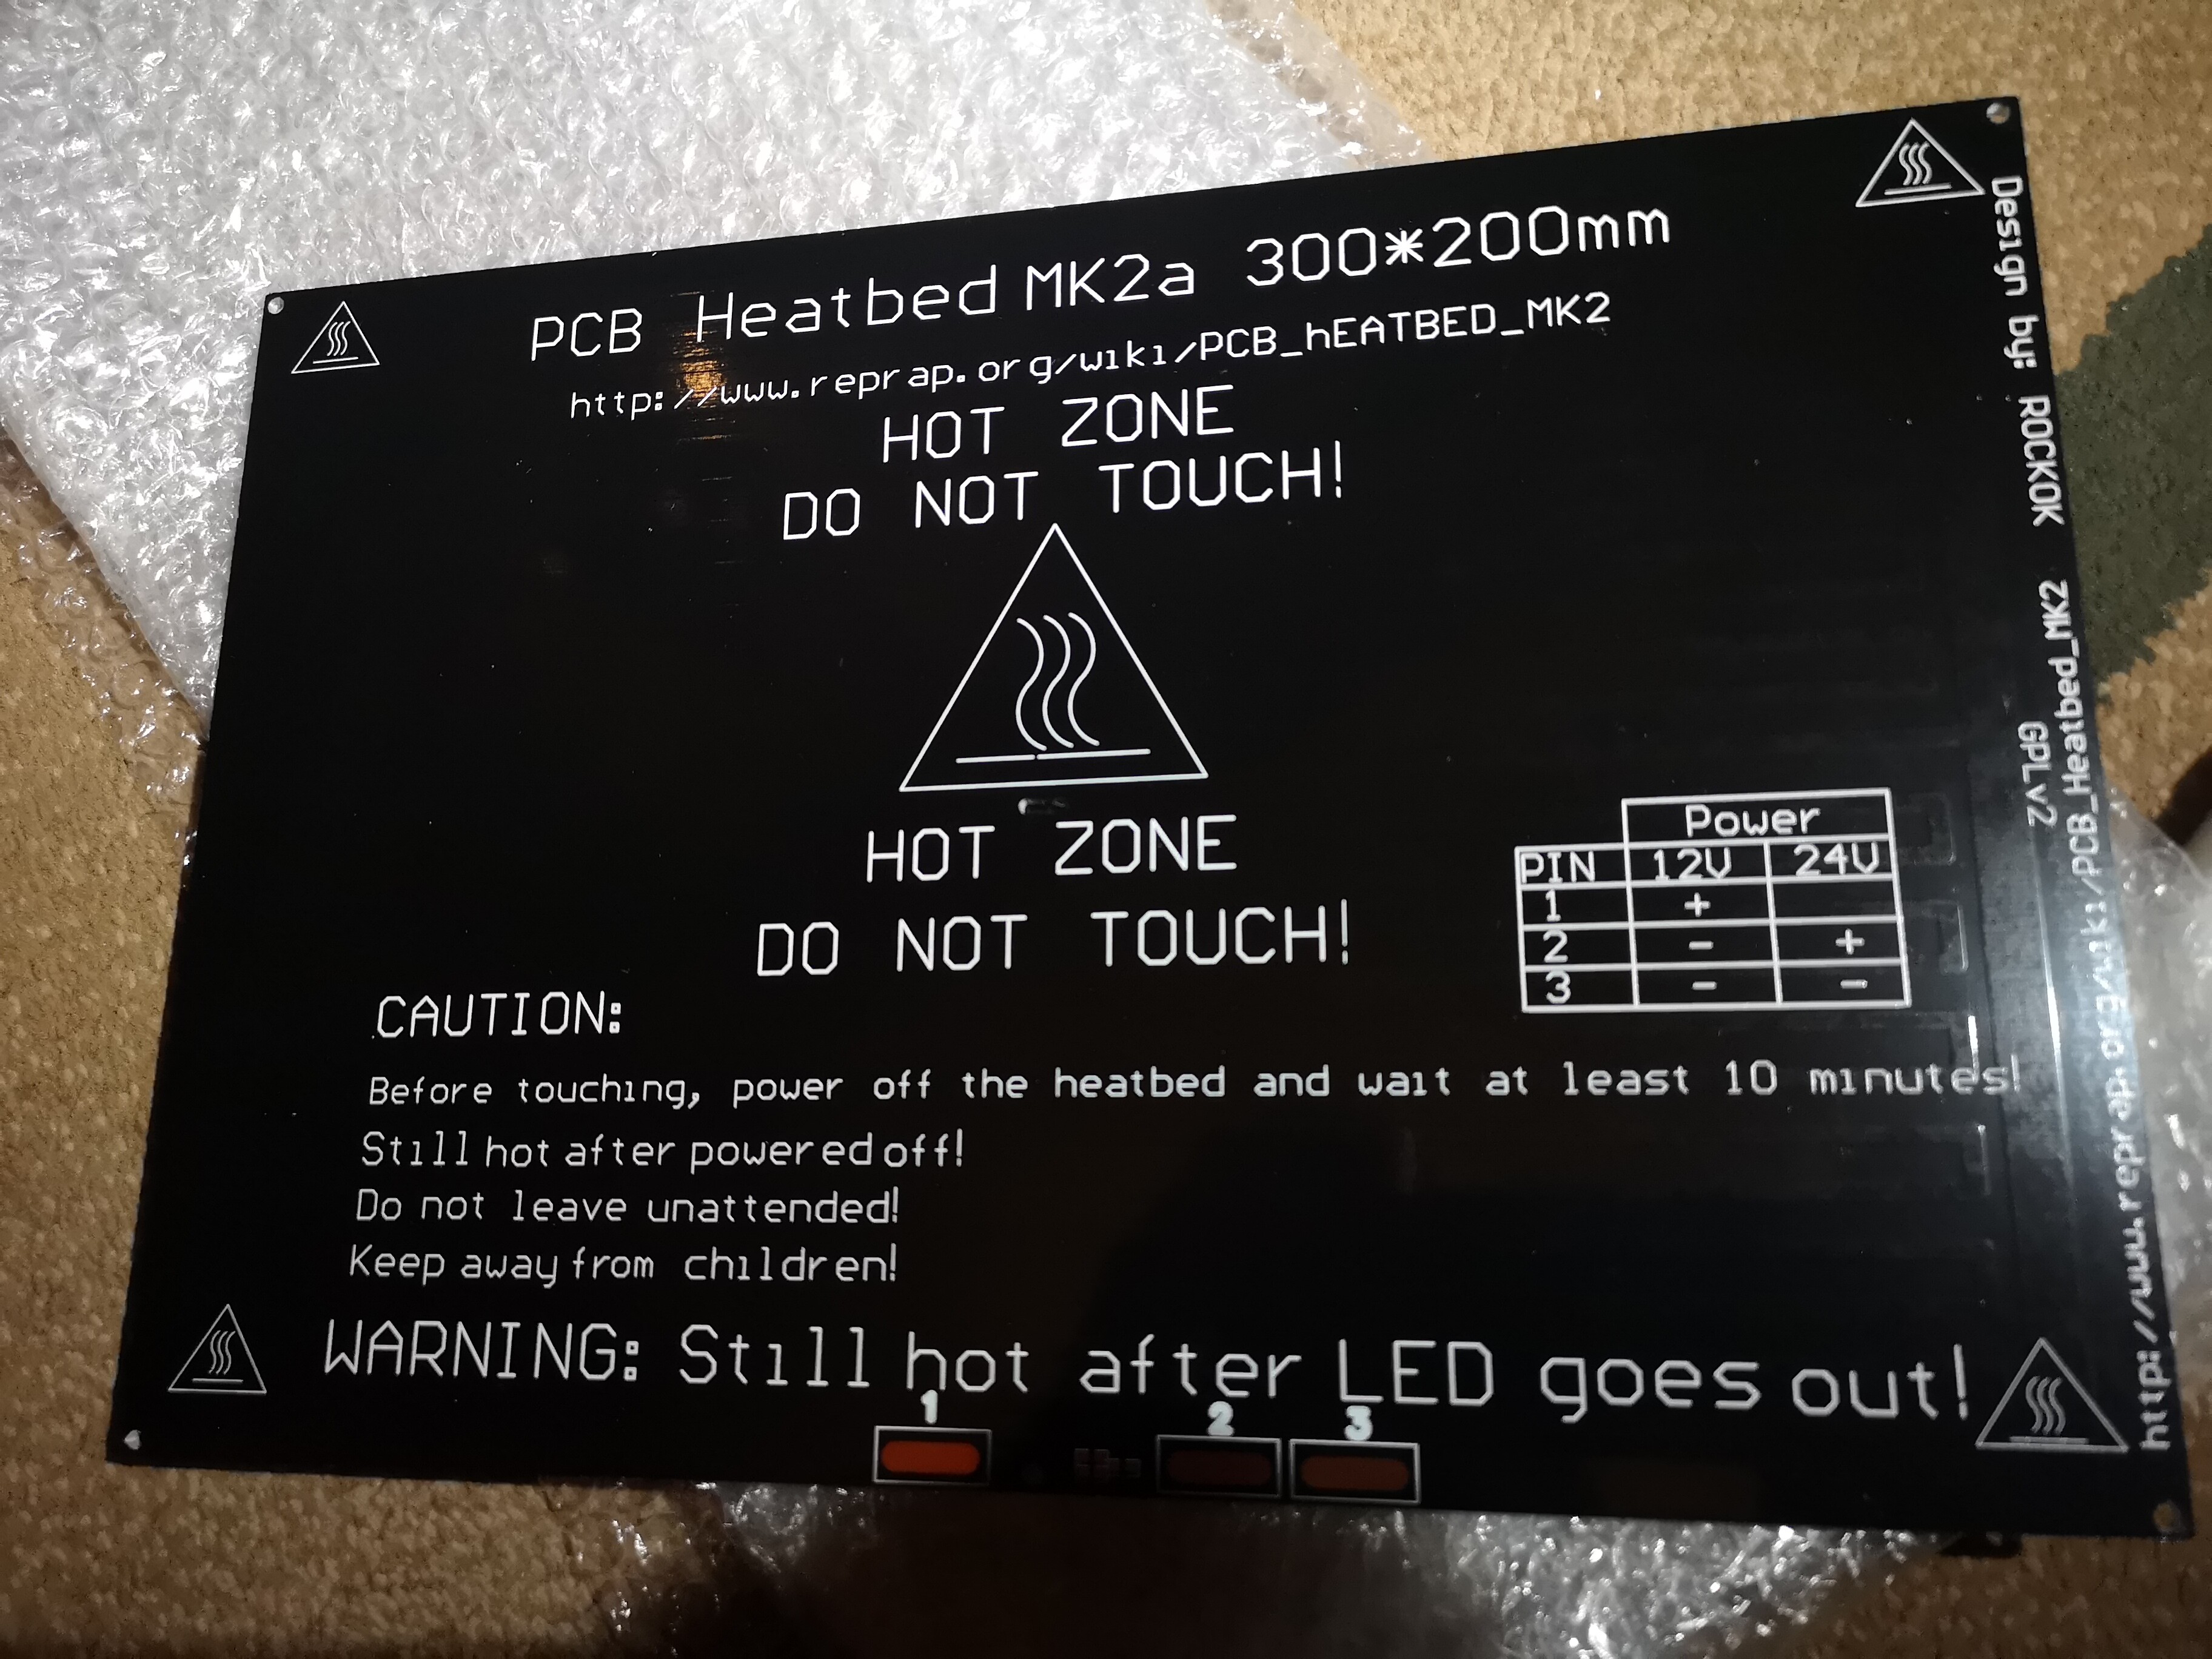 PCB Heatbed MK2a 300*200mm
http://www.reprap.org/wiki/PCB_hEATBED_MK2
HOT ZONE
DO NOT TOUCH!
HOT ZONE
DO NOT TOUCH!
Power
PIN 12V 24V
1 +
2 - +
3 - -
CAUTION:
Before touching, power off the heatbed and wait at least 10 minutes!
Still hot after powered off!
Do not leave unattended!
Keep away from children!
WARNING: Still hot after LED goes out!
1 2 3
Design by: ROCKOK
GPLv2
http://www.reprap.org/wiki/PCB_Heatbed_MK2